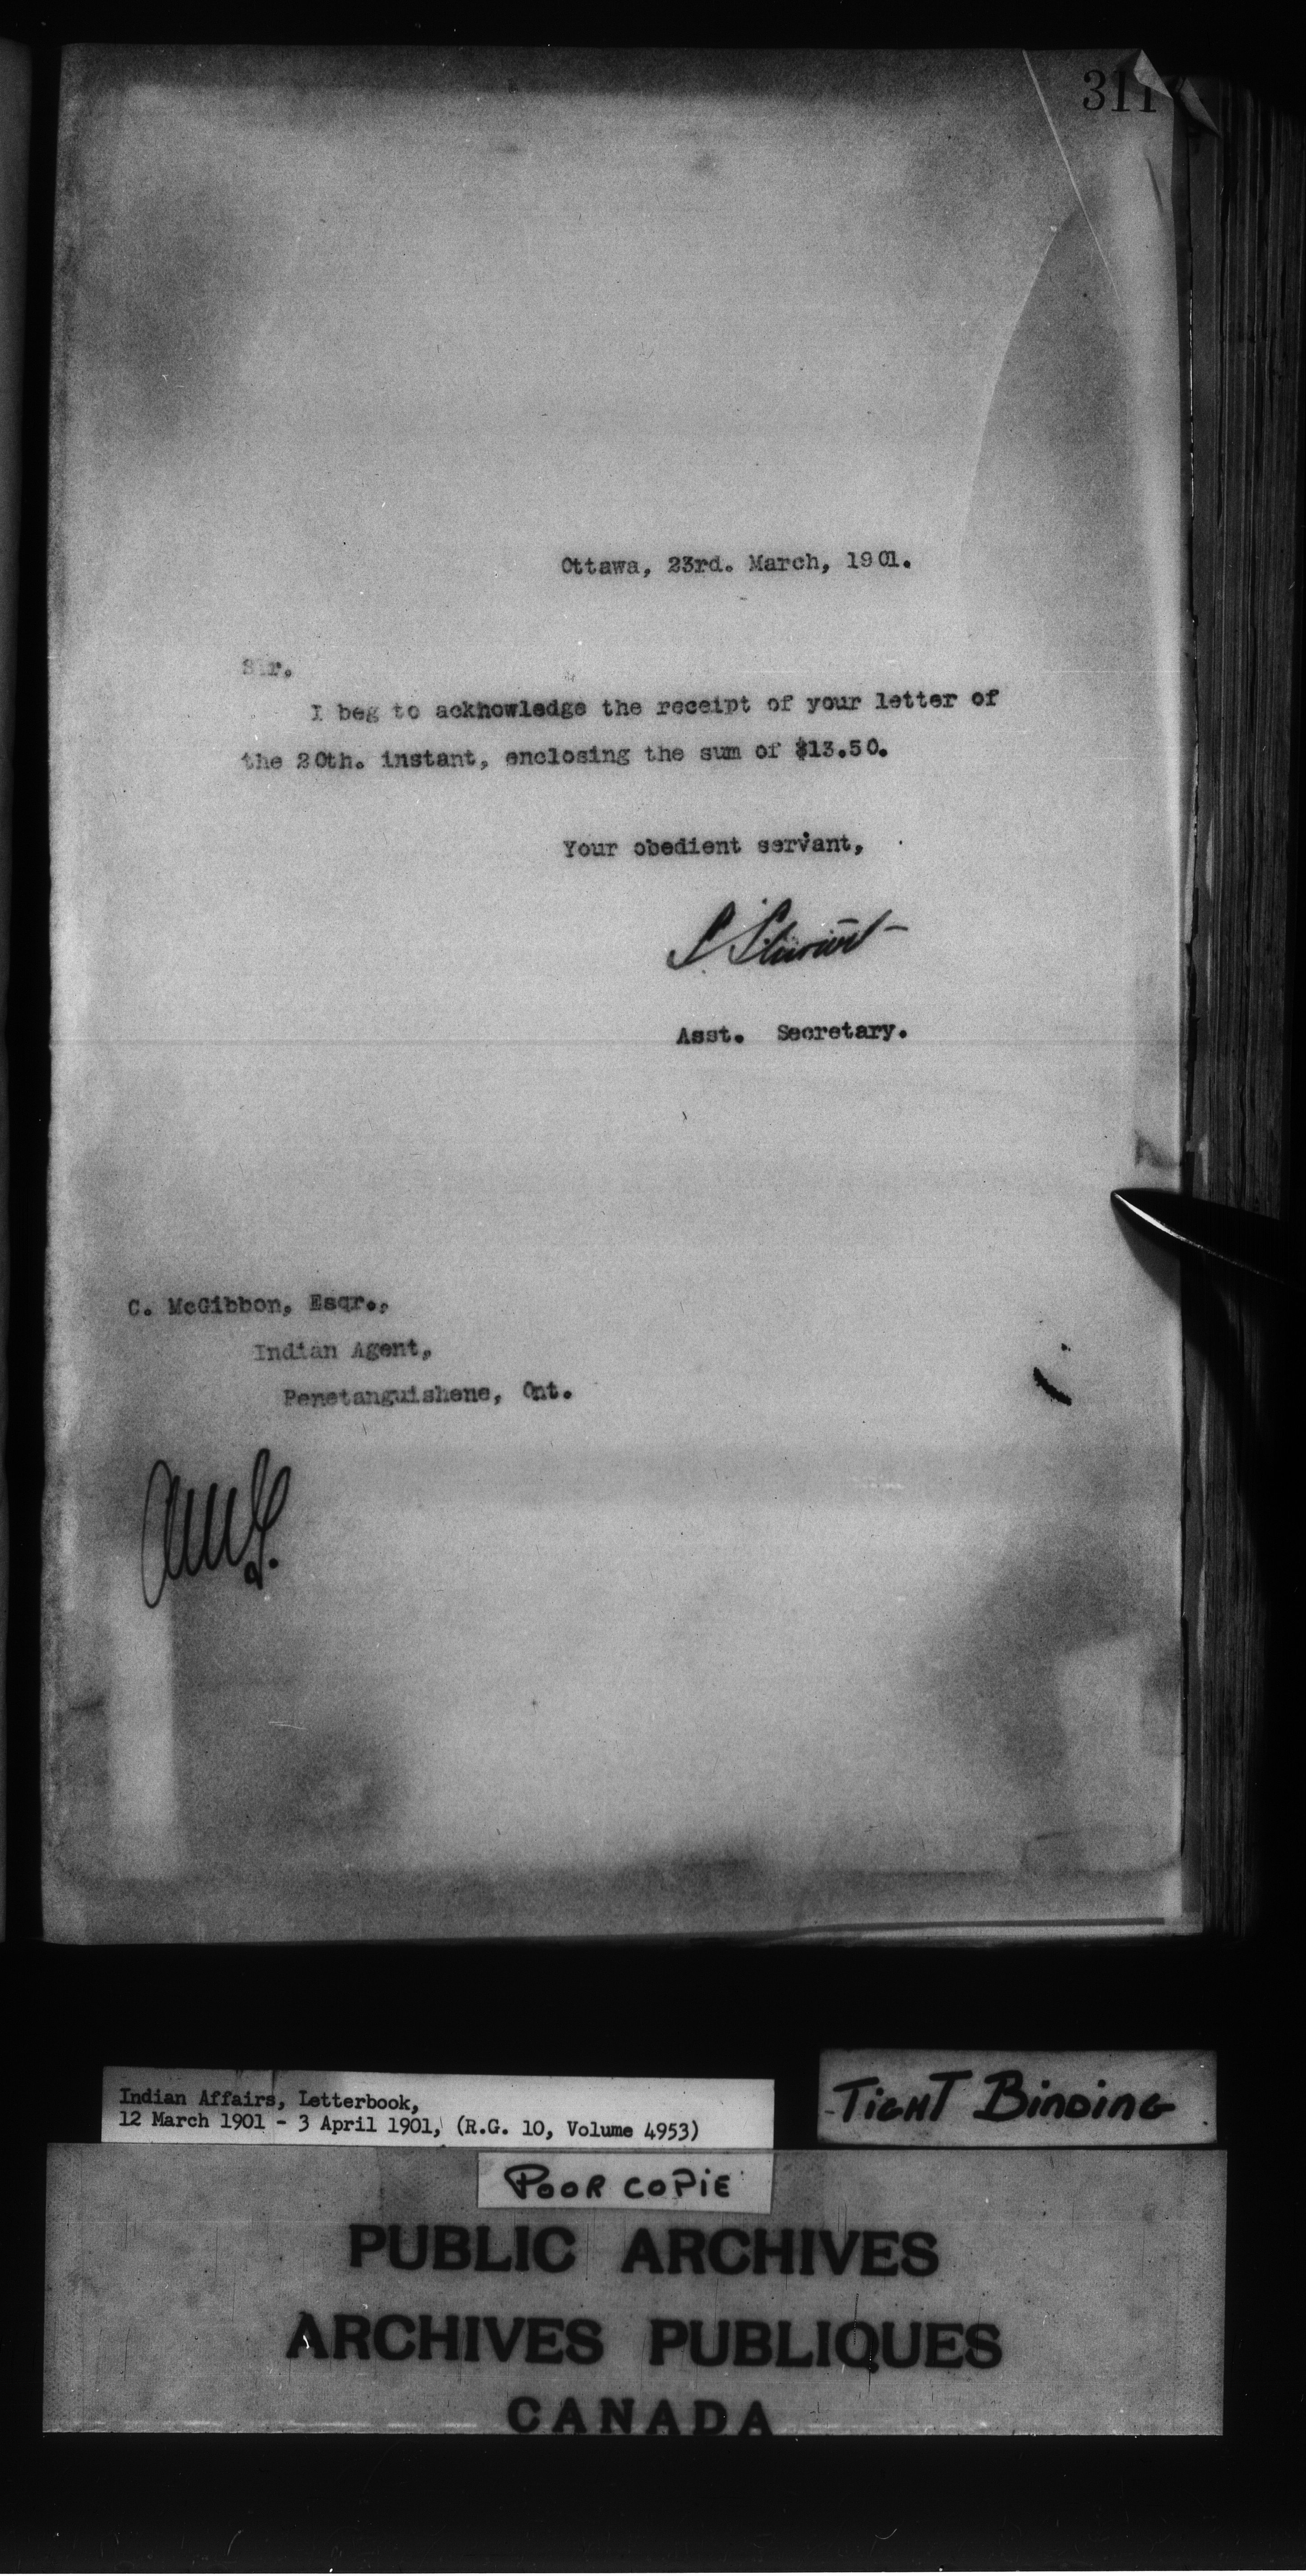 311
Ottawa, 23rd. March, 1901.
Sir.
I beg to acknowledge the receipt of your letter of
the 20th. instant, enclosing the sum of $13.50.
Your obedient servant,
S Stewart
Asst. Secretary.
C. McGibbon, Esqr.,
Indian Agent,
Penetanguishene, Ont.
Indian Affairs, Letterbook,
12 March 1901 - 3 April 1901, (R.G. 10, Volume 4953)
TIGHT BINDING
POOR COPIE
PUBLIC ARCHIVES
ARCHIVES PUBLIQUES
CANADA